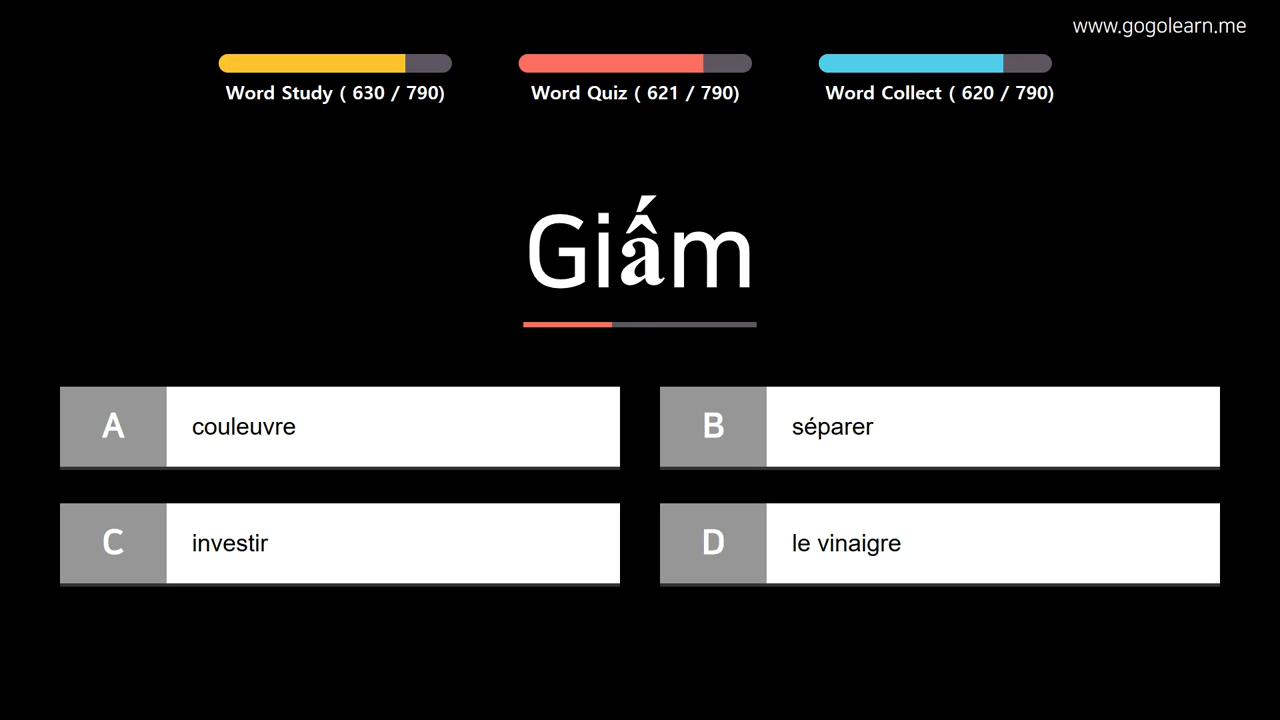 www.gogolearn.me
Word Study ( 630 / 790)
Word Quiz ( 621 / 790)
Word Collect ( 620 / 790)
Giấm
A
couleuvre
B
séparer
C
investir
D
le vinaigre